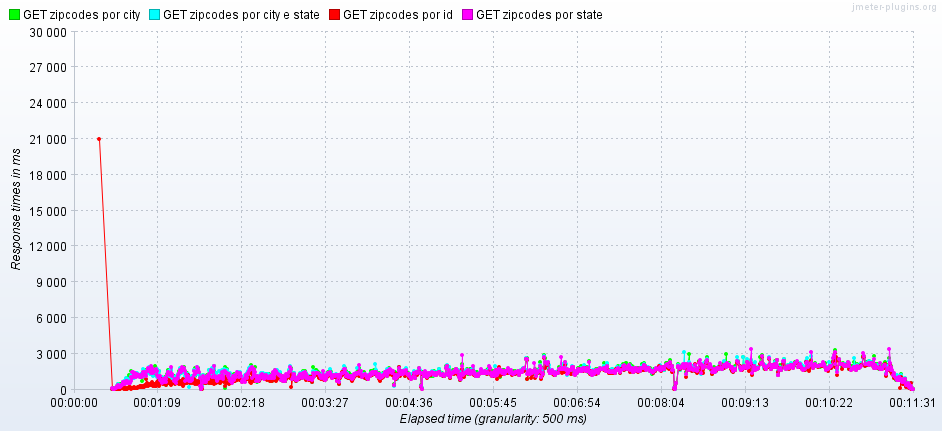 GET zipcodes por city GET zipcodes por city e state GET zipcodes por id GET zipcodes por state
jmeter-plugins.org
30 000
27 000
24 000
21 000
18 000
15 000
12 000
9 000
6 000
3 000
0
Response times in ms
00:00:00 00:01:09 00:02:18 00:03:27 00:04:36 00:05:45 00:06:54 00:08:04 00:09:13 00:10:22 00:11:31
Elapsed time (granularity: 500 ms)